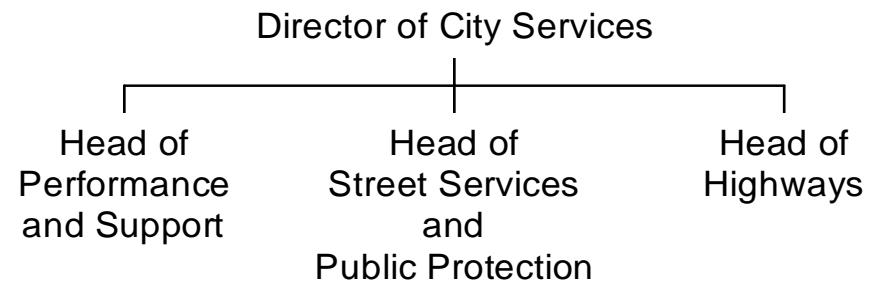 Director of City Services
Head of
Performance
and Support
Head of
Street Services
and
Public Protection
Head of
Highways